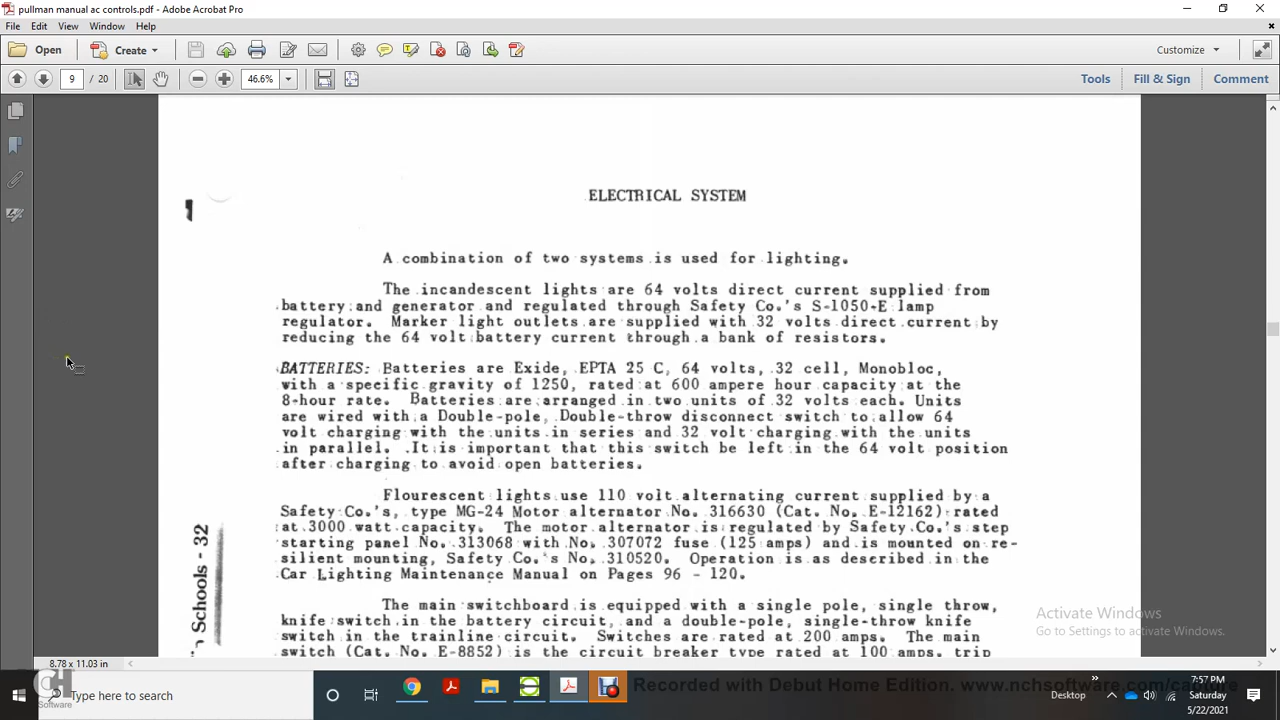 pullman manual ac controls.pdf - Adobe Acrobat Pro
File Edit View Window Help
Open Create Customize
9 / 20 46.6% Tools Fill & Sign Comment
ELECTRICAL SYSTEM
A combination of two systems is used for lighting.
The incandescent lights are 64 volts direct current supplied from
battery and generator and regulated through Safety Co.'s S-1050-E lamp
regulator. Marker light outlets are supplied with 32 volts direct current by
reducing the 64 volt battery current through a bank of resistors.
BATTERIES: Batteries are Exide, EPTA 25 C, 64 volts, 32 cell, Monobloc,
with a specific gravity of 1250, rated at 600 ampere hour capacity at the
8-hour rate. Batteries are arranged in two units of 32 volts each. Units
are wired with a Double-pole, Double-throw disconnect switch to allow 64
volt charging with the units in series and 32 volt charging with the units
in parallel. It is important that this switch be left in the 64 volt position
after charging to avoid open batteries.
Flourescent lights use 110 volt alternating current supplied by a
Safety Co.'s, type MG-24 Motor alternator No. 316630 (Cat. No. E-12162) rated
at 3000 watt capacity. The motor alternator is regulated by Safety Co.'s step
starting panel No. 313068 with No. 307072 fuse (125 amps) and is mounted on re-
silient mounting, Safety Co.'s No. 310520. Operation is as described in the
Car Lighting Maintenance Manual on Pages 96 - 120.
The main switchboard is equipped with a single pole, single throw,
knife switch in the battery circuit, and a double-pole, single-throw knife
switch in the trainline circuit. Switches are rated at 200 amps. The main
switch (Cat. No. E-8852) is the circuit breaker type rated at 100 amps. trip
Schools - 32
Activate Windows
Go to Settings to activate Windows.
8.78 x 11.03 in
CH
Software
Type here to search
Recorded with Debut Home Edition. www.nchsoftware.com/capture
Desktop
7:57 PM
Saturday
5/22/2021